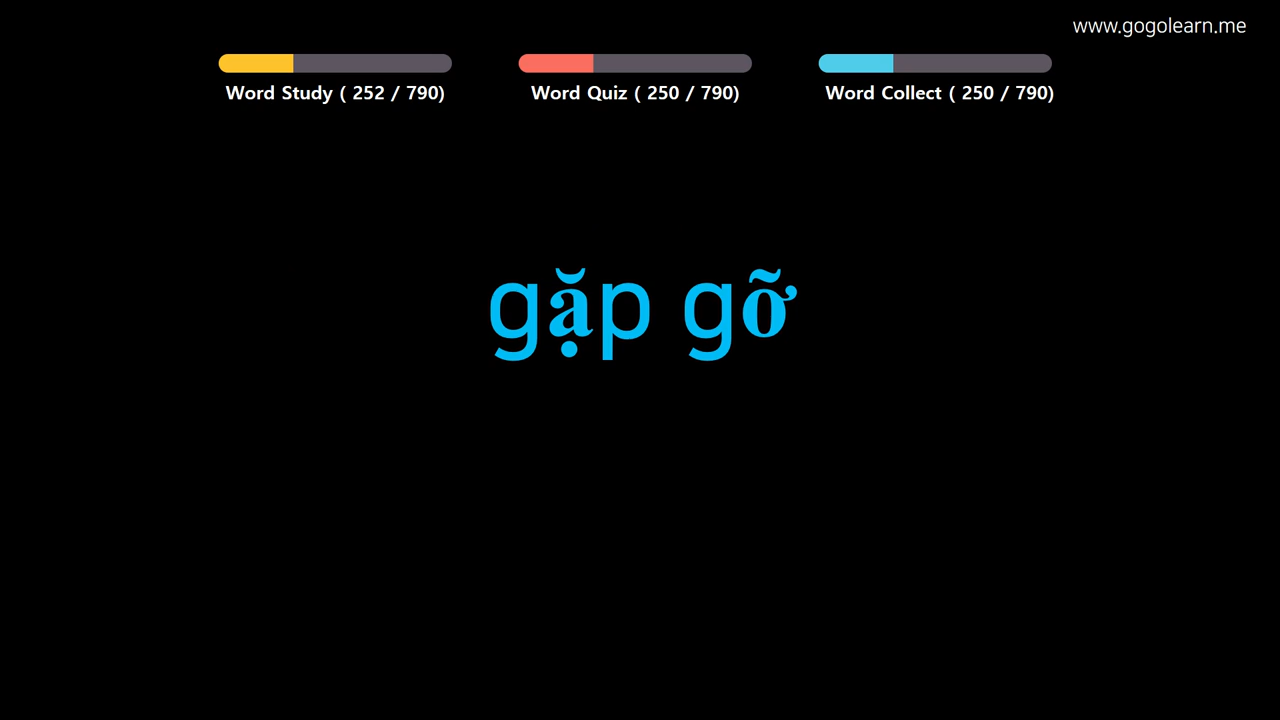 www.gogolearn.me
Word Study ( 252 / 790)
Word Quiz ( 250 / 790)
Word Collect ( 250 / 790)
gặp gỡ